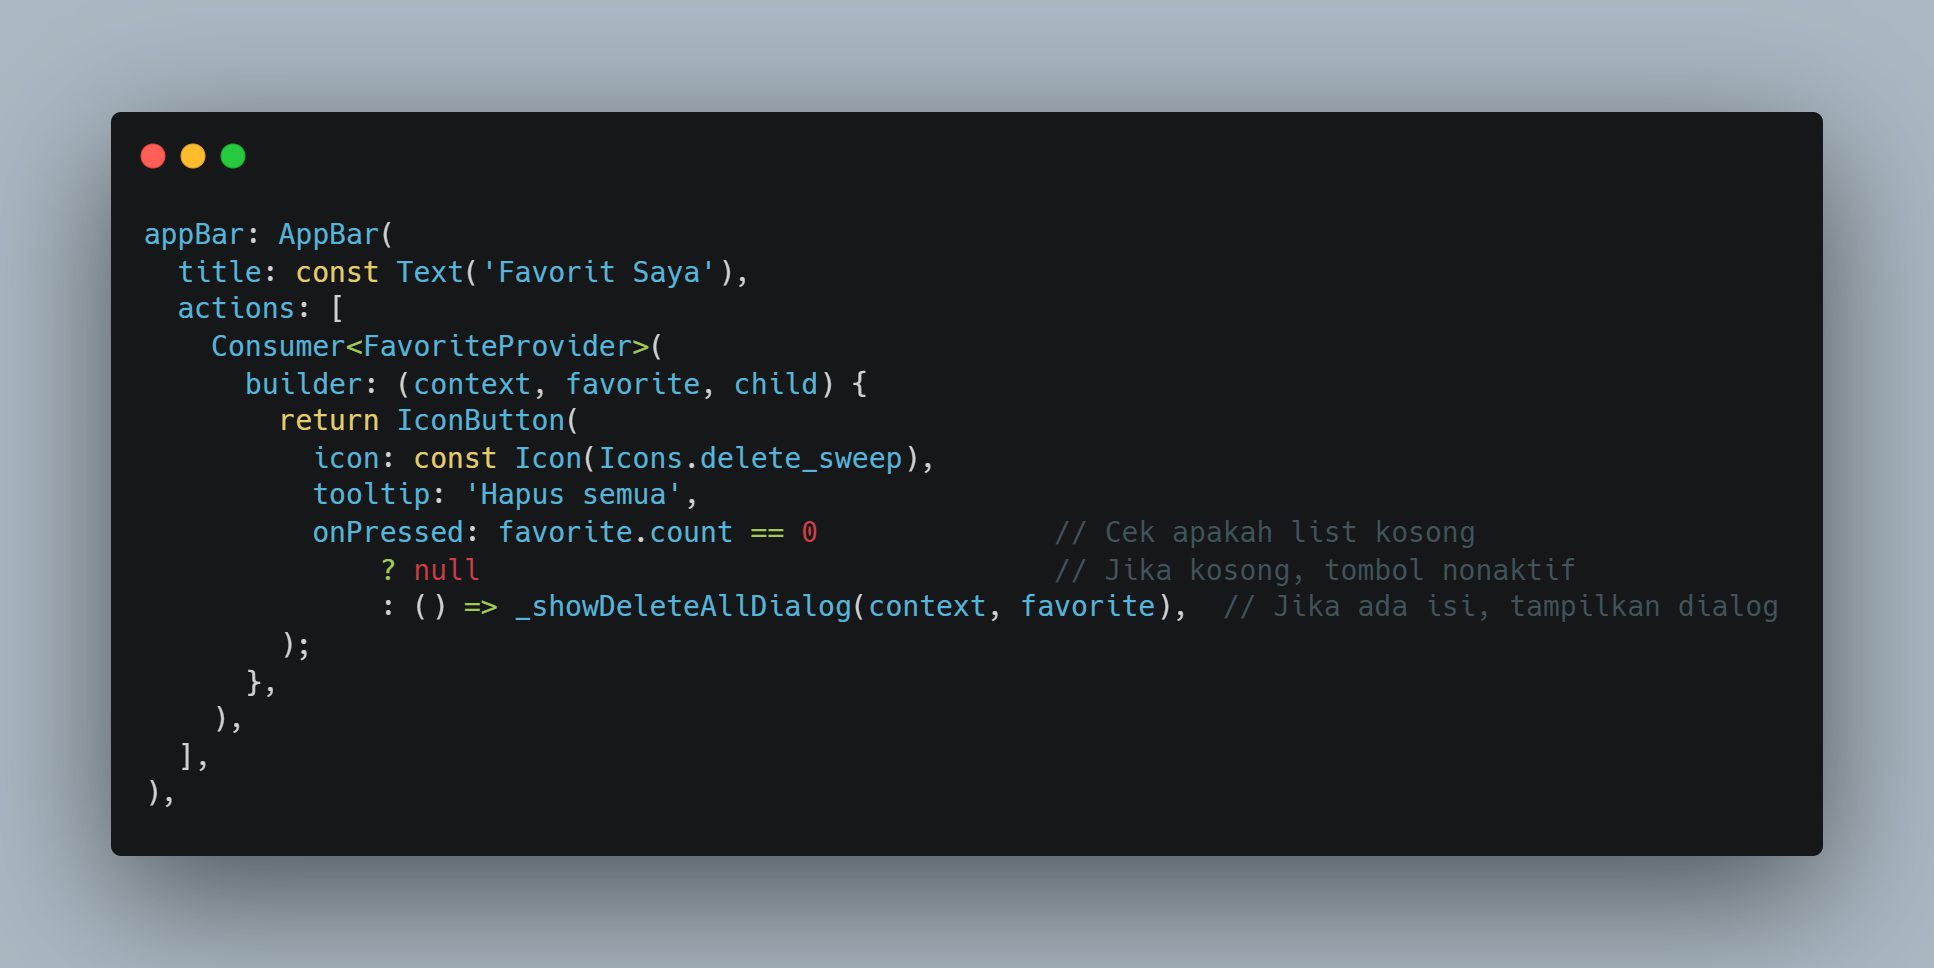 appBar: AppBar(
  title: const Text('Favorit Saya'),
  actions: [
    Consumer<FavoriteProvider>(
      builder: (context, favorite, child) {
        return IconButton(
          icon: const Icon(Icons.delete_sweep),
          tooltip: 'Hapus semua',
          onPressed: favorite.count == 0              // Cek apakah list kosong
              ? null                                  // Jika kosong, tombol nonaktif
              : () => _showDeleteAllDialog(context, favorite),  // Jika ada isi, tampilkan dialog
        );
      },
    ),
  ],
),